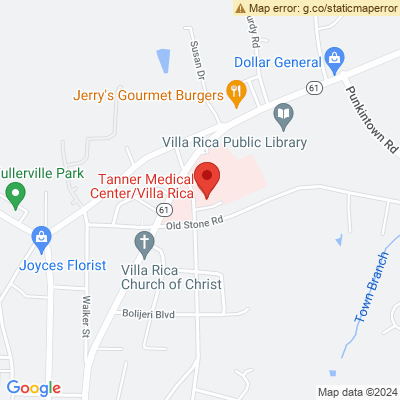 Map error: g.co/staticmaperror
Susan Dr
urdy Rd
Dollar General
Jerry's Gourmet Burgers
61
Punkintown Rd
Villa Rica Public Library
Tanner Medical
Center/Villa Rica
ullerville Park
61
Old Stone Rd
Joyces Florist
Villa Rica
Church of Christ
Walker St
Bolijeri Blvd
Town Branch
Google
Map data ©2024